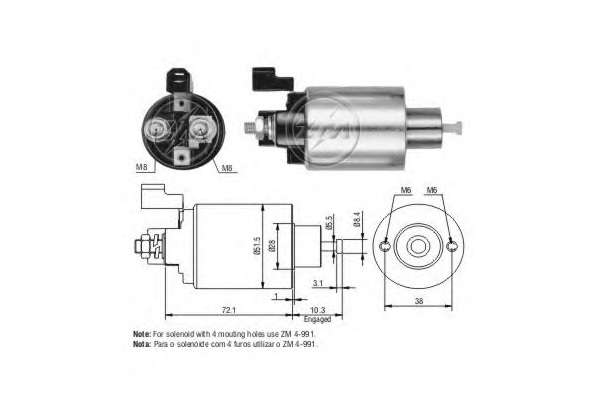 ZM
M8
M8
Ø51.5
Ø28
Ø5.5
Ø8.4
M6
M6
1
3.1
72.1
10.3
Engaged
38
Note: For solenoid with 4 mouting holes use ZM 4-991.
Nota: Para o solenóide com 4 furos utilizar o ZM 4-991.